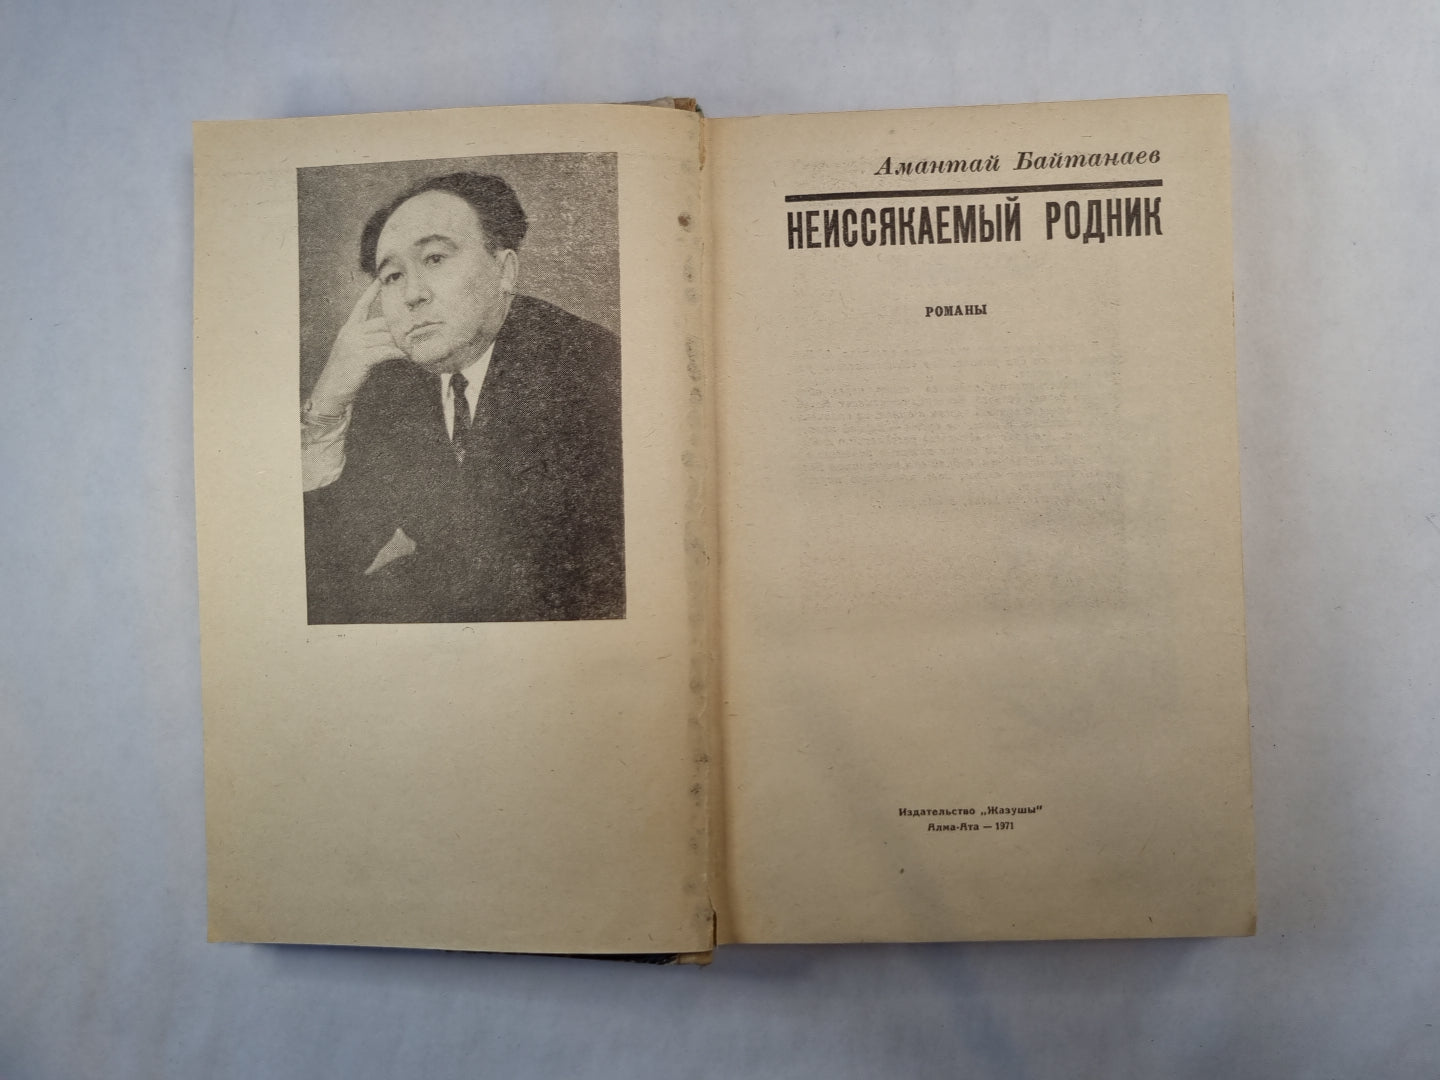 Амантай Байтанаев
НЕИССЯКАЕМЫЙ РОДНИК
РОМАНЫ
Издательство „Жазушы"
Алма-Ата — 1971